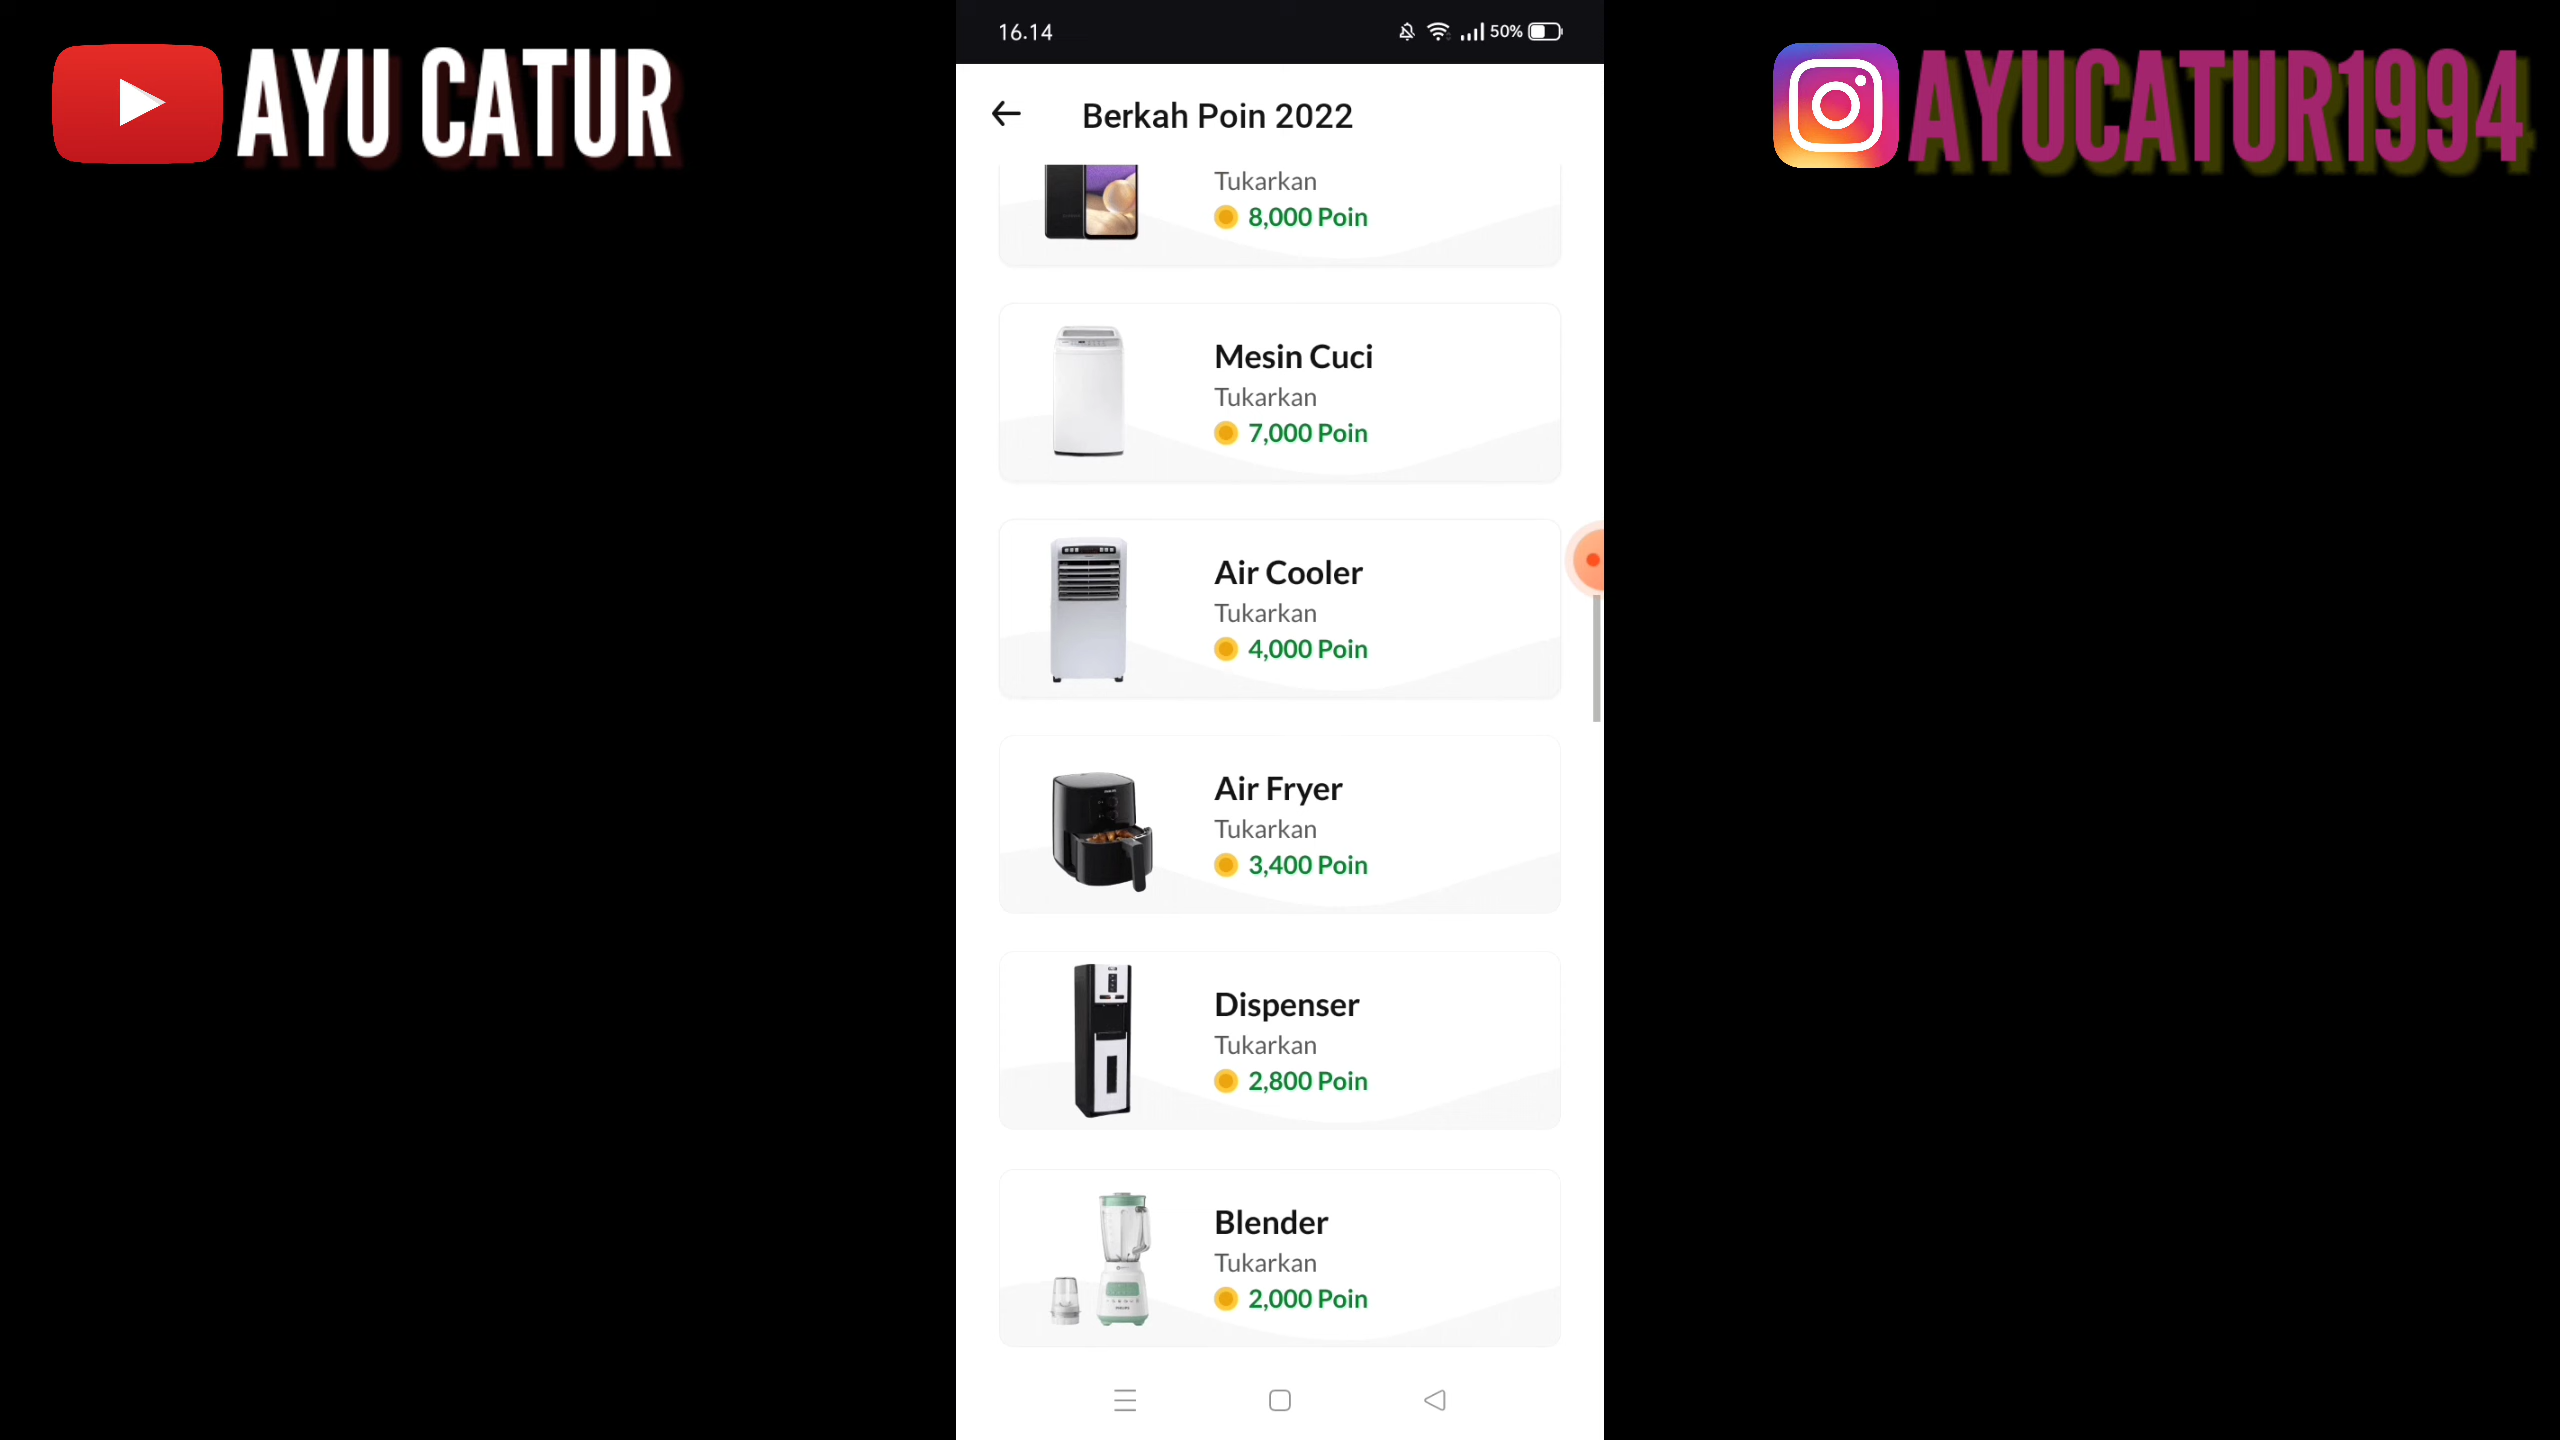 AYU CATUR
AYUCATUR1994
16.14
50%
Berkah Poin 2022
Tukarkan
8,000 Poin
Mesin Cuci
Tukarkan
7,000 Poin
Air Cooler
Tukarkan
4,000 Poin
Air Fryer
Tukarkan
3,400 Poin
Dispenser
Tukarkan
2,800 Poin
Blender
Tukarkan
2,000 Poin